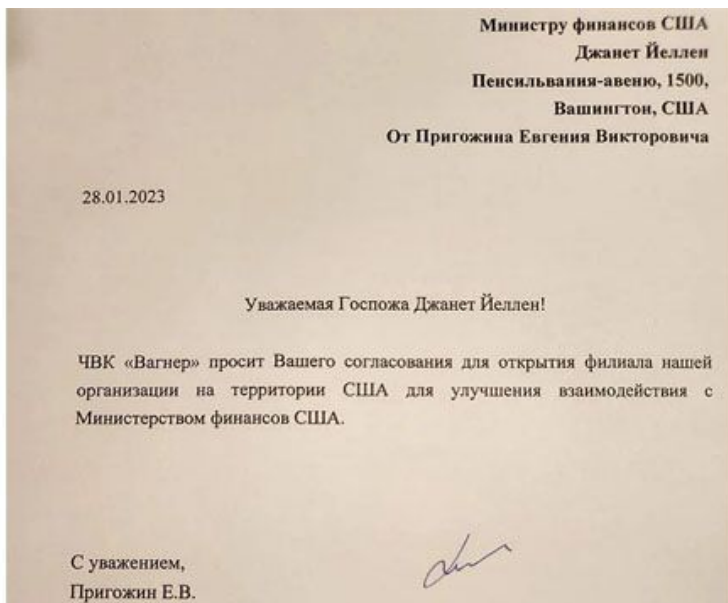 Министру финансов США
Джанет Йеллен
Пенсильвания-авеню, 1500,
Вашингтон, США
От Пригожина Евгения Викторовича
28.01.2023
Уважаемая Госпожа Джанет Йеллен!
ЧВК «Вагнер» просит Вашего согласования для открытия филиала нашей
организации на территории США для улучшения взаимодействия с
Министерством финансов США.
С уважением,
Пригожин Е.В.